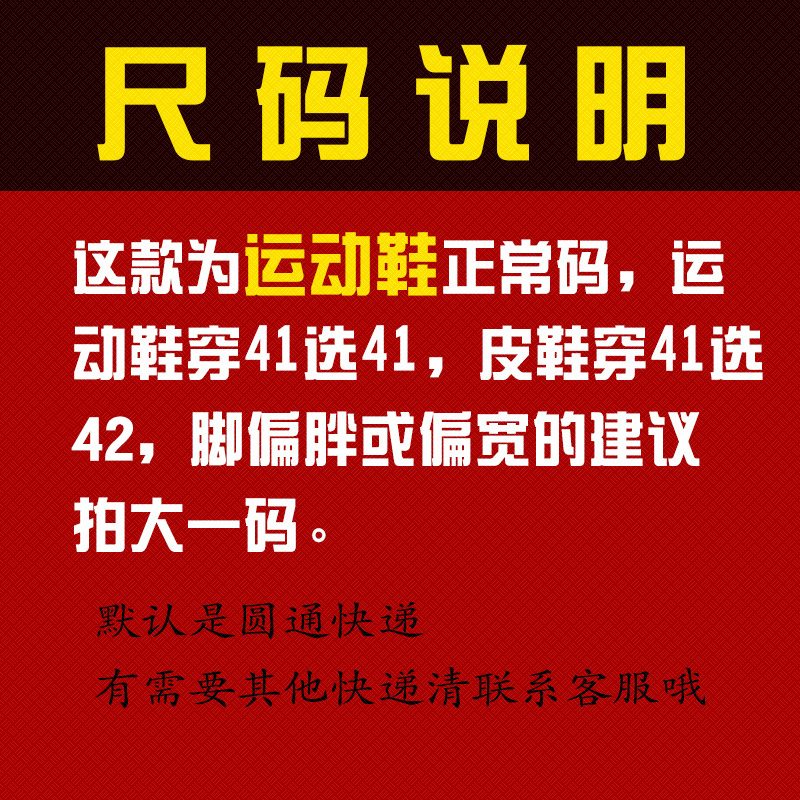 尺码说明
这款为运动鞋正常码，运
动鞋穿41选41，皮鞋穿41选
42，脚偏胖或偏宽的建议
拍大一码。
默认是圆通快递
有需要其他快递清联系客服哦